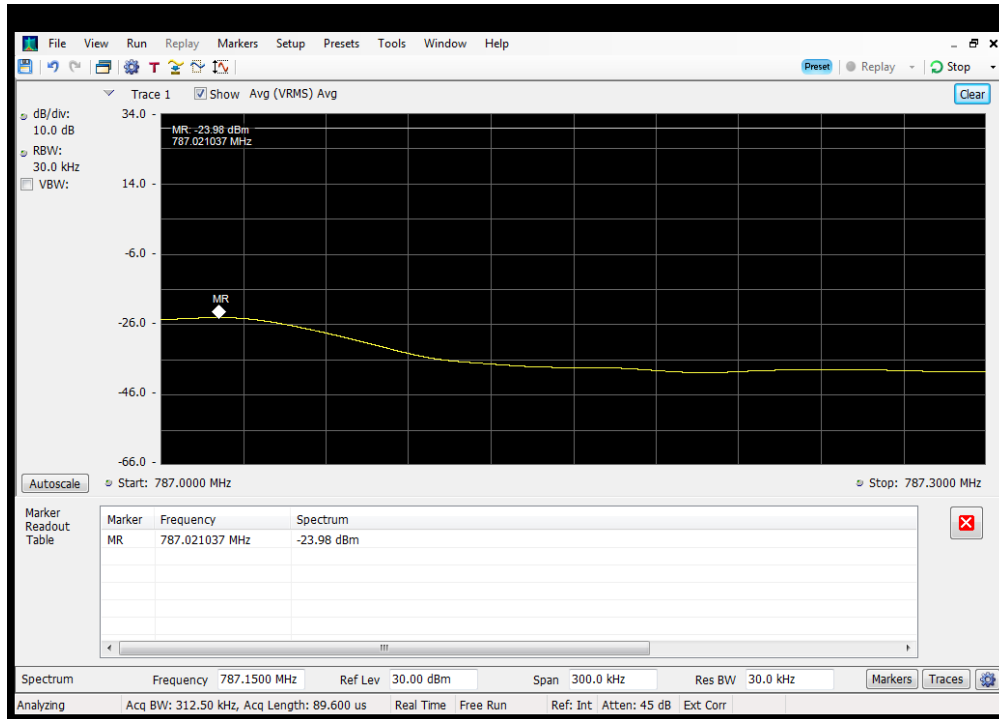 File View Run Replay Markers Setup Presets Tools Window Help
Preset Replay Stop
Trace 1 Show Avg (VRMS) Avg Clear
dB/div: 10.0 dB
RBW: 30.0 kHz
VBW:
34.0
MR: -23.98 dBm
787.021037 MHz
14.0
-6.0
MR
-26.0
-46.0
-66.0
Autoscale Start: 787.0000 MHz Stop: 787.3000 MHz
Marker Readout Table
Marker Frequency Spectrum
MR 787.021037 MHz -23.98 dBm
Spectrum Frequency 787.1500 MHz Ref Lev 30.00 dBm Span 300.0 kHz Res BW 30.0 kHz Markers Traces
Analyzing Acq BW: 312.50 kHz, Acq Length: 89.600 us Real Time Free Run Ref: Int Atten: 45 dB Ext Corr